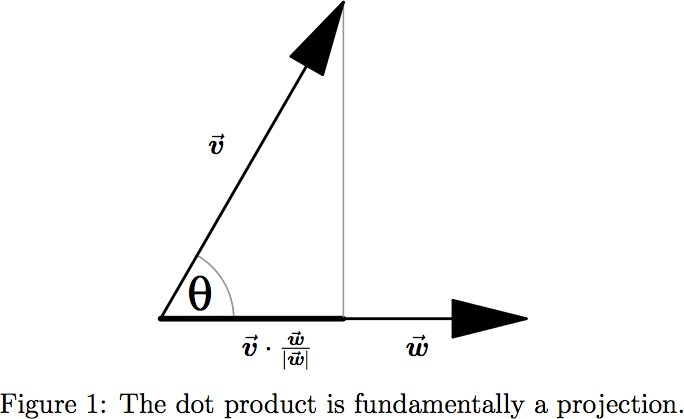 v⃗
θ
v⃗ · w⃗/|w⃗|
w⃗
Figure 1: The dot product is fundamentally a projection.